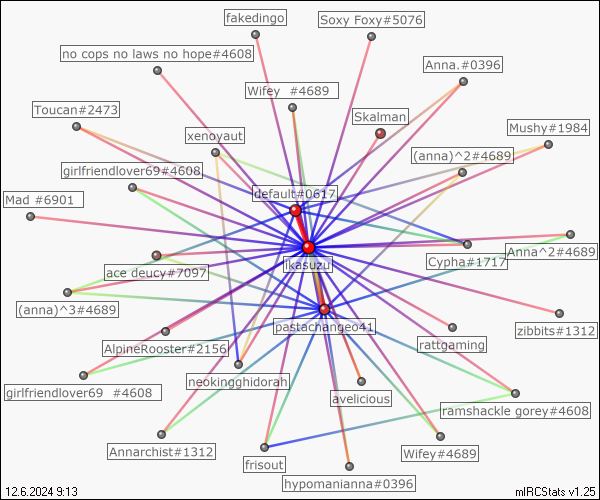 fakedingo
Soxy Foxy#5076
no cops no laws no hope#4608
Anna.#0396
Wifey  #4689
Toucan#2473
Skalman
Mushy#1984
xenoyaut
(anna)^2#4689
girlfriendlover69#4608
default#0617
Mad #6901
Anna^2#4689
Cypha#1717
ikasuzu
ace deucy#7097
(anna)^3#4689
pastachangeo41
zibbits#1312
AlpineRooster#2156
rattgaming
neokingghidorah
girlfriendlover69  #4608
avelicious
ramshackle gorey#4608
Annarchist#1312
Wifey#4689
frisout
hypomanianna#0396
12.6.2024 9:13
mIRCStats v1.25